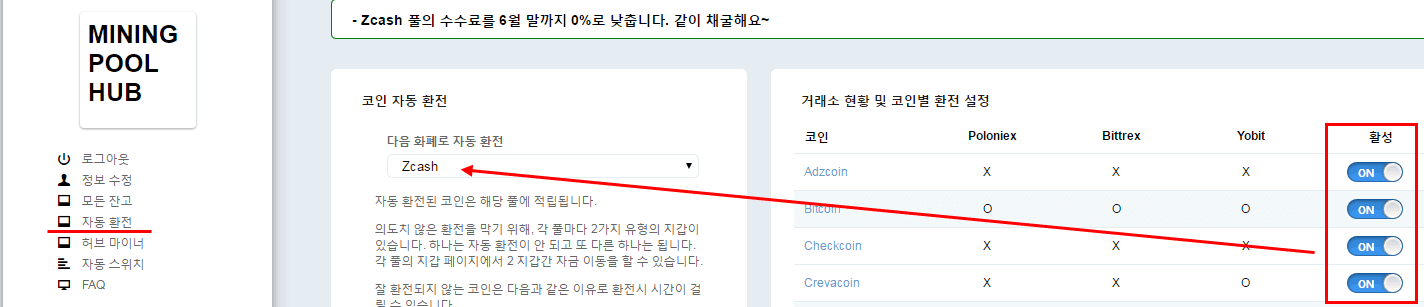 - Zcash 풀의 수수료를 6월 말까지 0%로 낮춥니다. 같이 채굴해요~
MINING
POOL
HUB
로그아웃
정보 수정
모든 잔고
자동 환전
허브 마이너
자동 스위치
FAQ
코인 자동 환전
다음 화폐로 자동 환전
Zcash
자동 환전된 코인은 해당 풀에 적립됩니다.
의도치 않은 환전을 막기 위해, 각 풀마다 2가지 유형의 지갑이
있습니다. 하나는 자동 환전이 안 되고 또 다른 하나는 됩니다.
각 풀의 지갑 페이지에서 2 지갑간 자금 이동을 할 수 있습니다.
잘 환전되지 않는 코인은 다음과 같은 이유로 환전시 시간이 걸
릴 수 있습니다
거래소 현황 및 코인별 환전 설정
코인 Poloniex Bittrex Yobit 활성
Adzcoin X X X ON
Bitcoin O O O ON
Checkcoin X X X ON
Crevacoin X X O ON